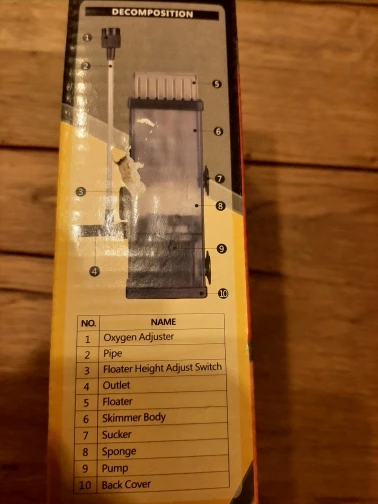 DECOMPOSITION
1
2
5
6
7
3
8
9
4
10
NO. NAME
1 Oxygen Adjuster
2 Pipe
3 Floater Height Adjust Switch
4 Outlet
5 Floater
6 Skimmer Body
7 Sucker
8 Sponge
9 Pump
10 Back Cover